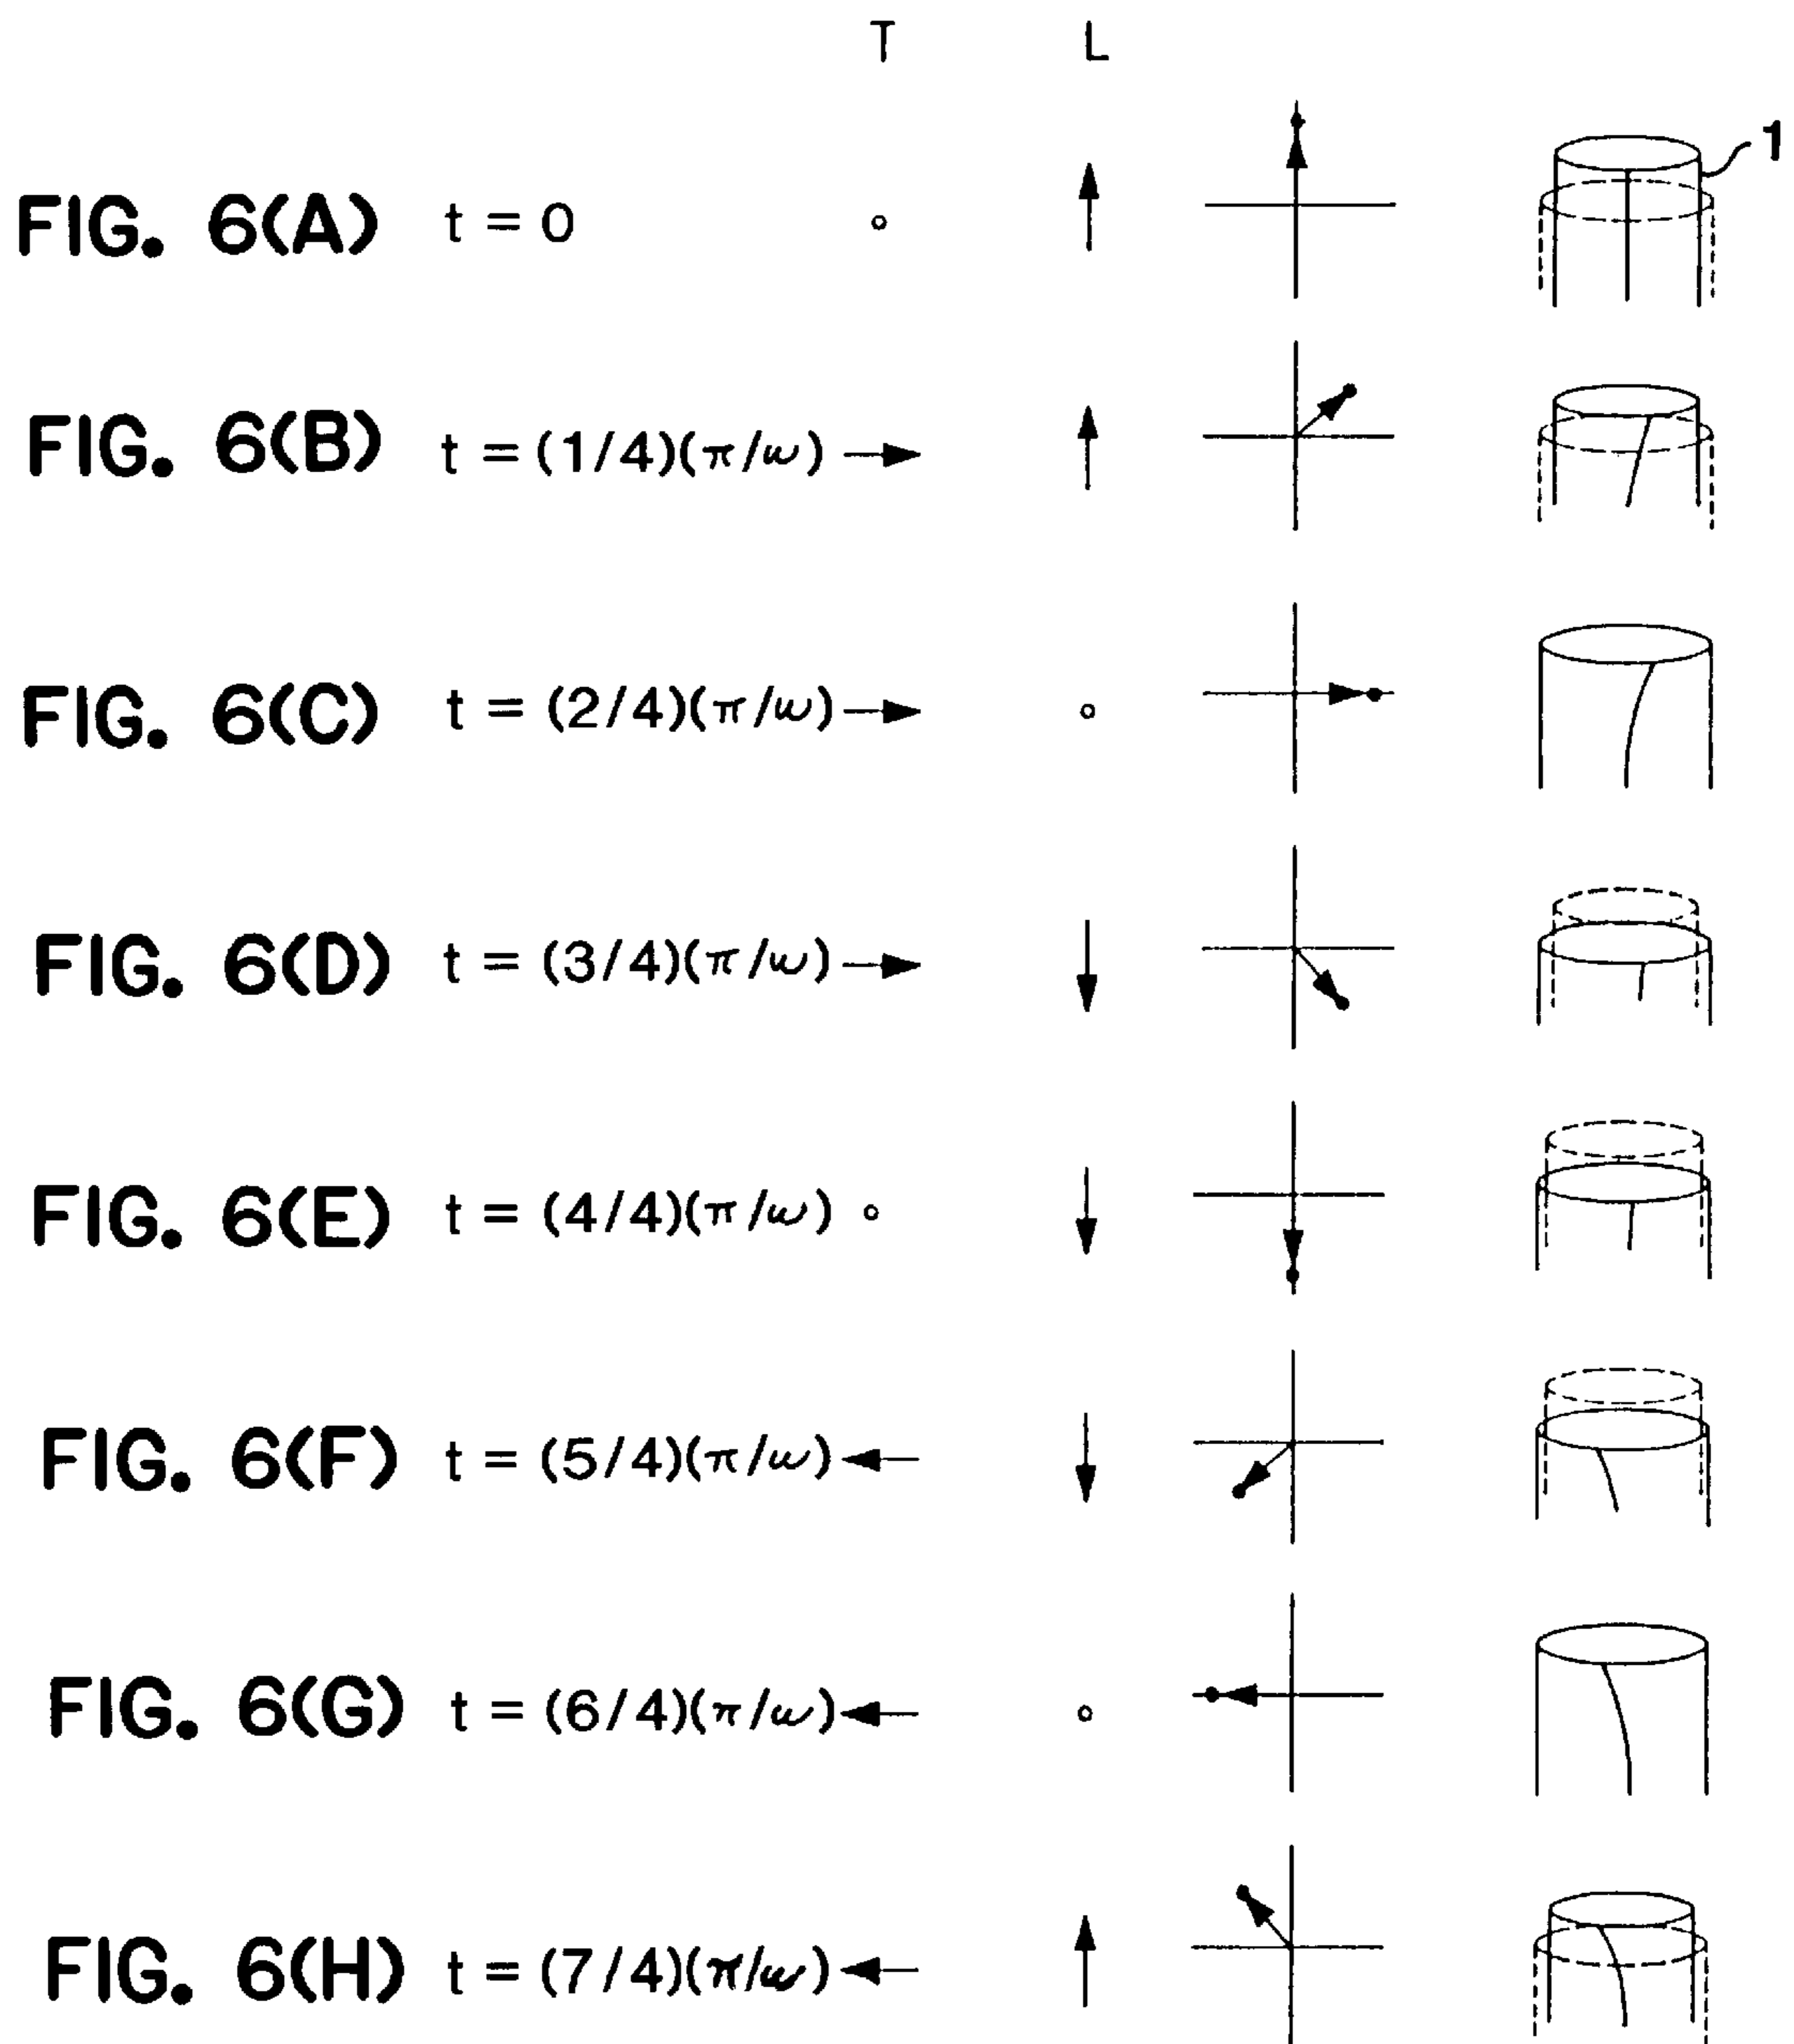 T L
1
FIG. 6(A) t = 0
FIG. 6(B) t = (1/4)(π/ω)
FIG. 6(C) t = (2/4)(π/ω)
FIG. 6(D) t = (3/4)(π/ω)
FIG. 6(E) t = (4/4)(π/ω)
FIG. 6(F) t = (5/4)(π/ω)
FIG. 6(G) t = (6/4)(π/ω)
FIG. 6(H) t = (7/4)(π/ω)